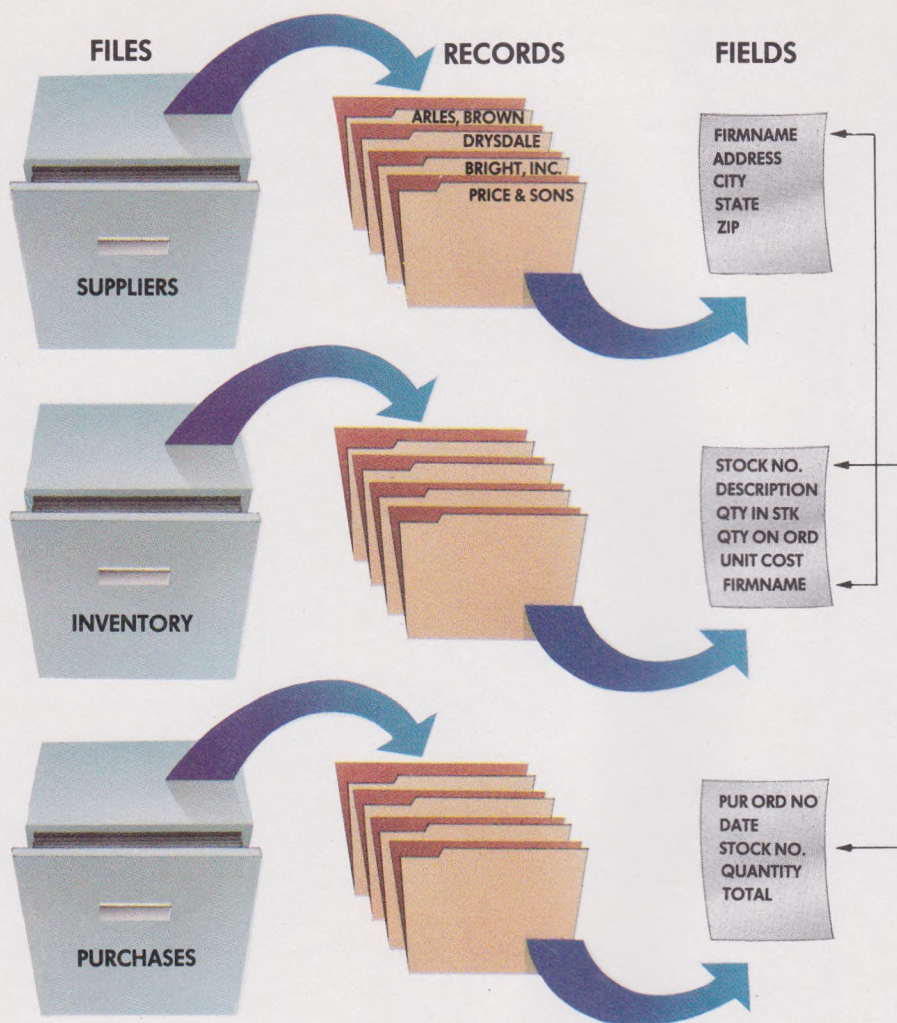 FILES
RECORDS
FIELDS
ARLES, BROWN
DRYSDALE
BRIGHT, INC.
PRICE & SONS
SUPPLIERS
FIRMNAME
ADDRESS
CITY
STATE
ZIP
INVENTORY
STOCK NO.
DESCRIPTION
QTY IN STK
QTY ON ORD
UNIT COST
FIRMNAME
PURCHASES
PUR ORD NO
DATE
STOCK NO.
QUANTITY
TOTAL